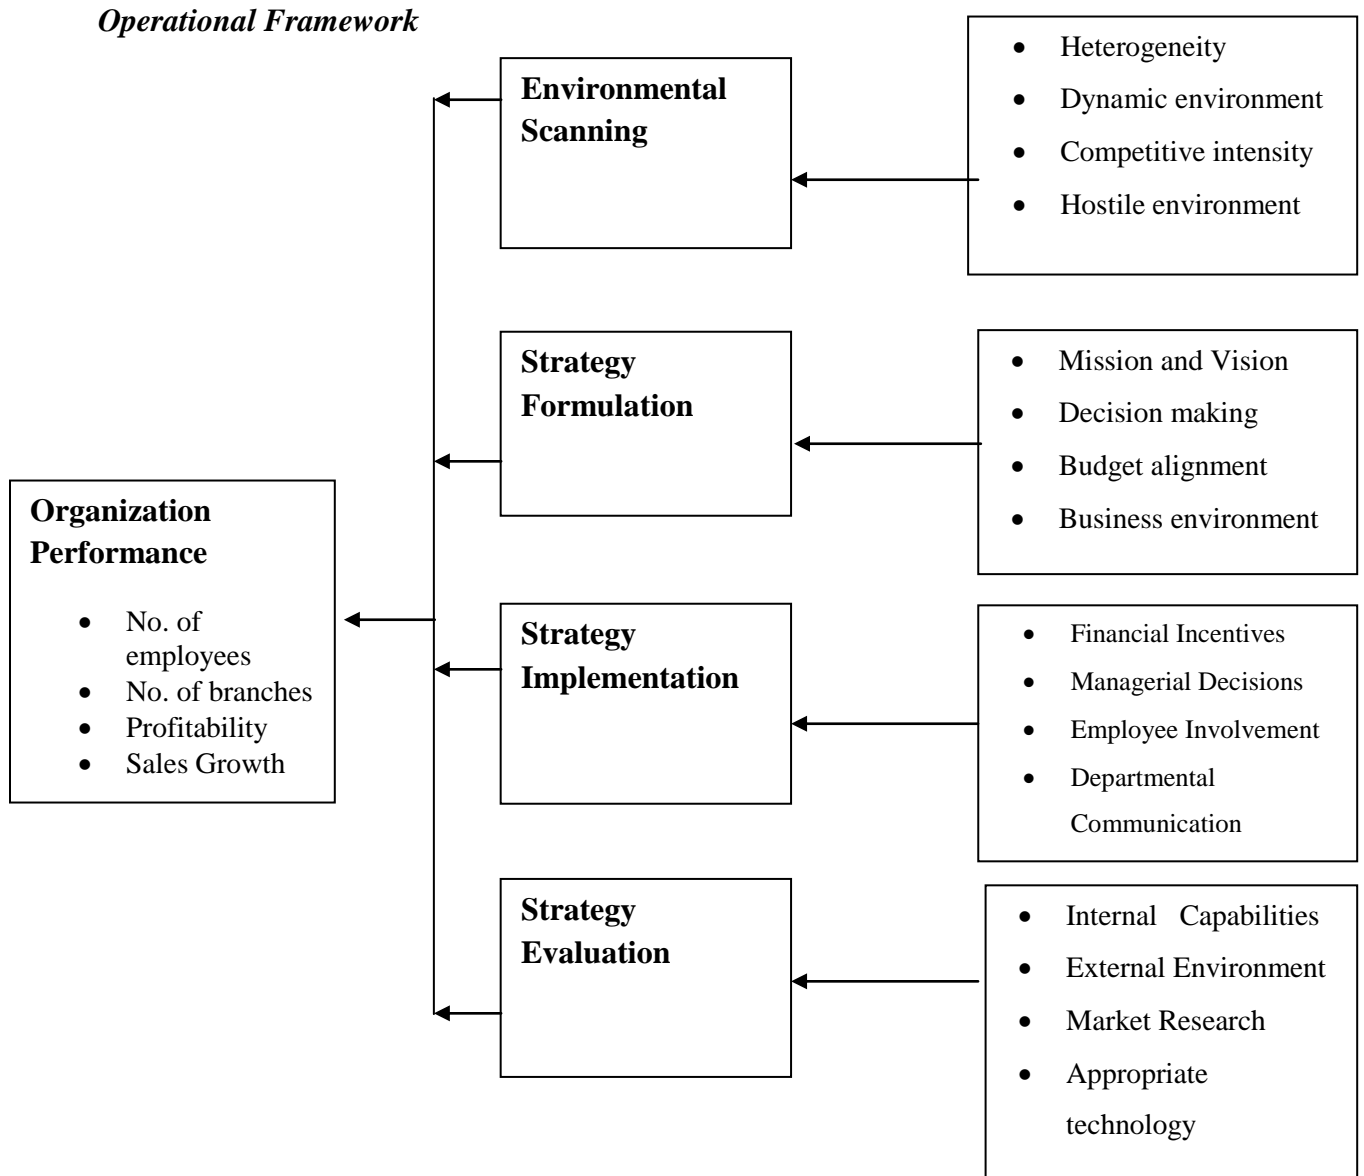 Operational Framework
Environmental
Scanning
Heterogeneity
Dynamic environment
Competitive intensity
Hostile environment
Strategy
Formulation
Mission and Vision
Decision making
Budget alignment
Business environment
Organization
Performance
No. of
employees
No. of branches
Profitability
Sales Growth
Strategy
Implementation
Financial Incentives
Managerial Decisions
Employee Involvement
Departmental
Communication
Strategy
Evaluation
Internal Capabilities
External Environment
Market Research
Appropriate
technology